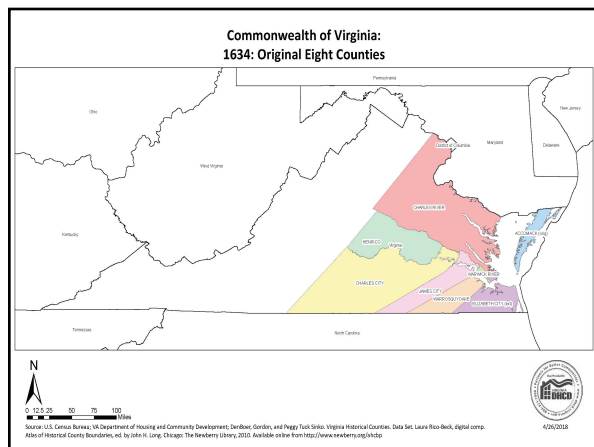 Commonwealth of Virginia:
1634: Original Eight Counties
Pennsylvania
Ohio
New Jersey
Maryland
District of Columbia
Delaware
West Virginia
CHARLES RIVER
ACCOMACK (orig)
Kentucky
HENRICO
Virginia
WARWICK RIVER
CHARLES CITY
JAMES CITY
WARROSQUYOAKE
ELIZABETH CITY (ext)
Tennessee
North Carolina
N
0 12.5 25 50 75 100
Miles
DHCD
4/26/2018
Source: U.S. Census Bureau; VA Department of Housing and Community Development; DenBoer, Gordon, and Peggy Tuck Sinko. Virginia Historical Counties. Data Set. Laura Rico-Beck, digital comp.
Atlas of Historical County Boundaries, ed. by John H. Long. Chicago: The Newberry Library, 2010. Available online from http://www.newberry.org/ahcbp